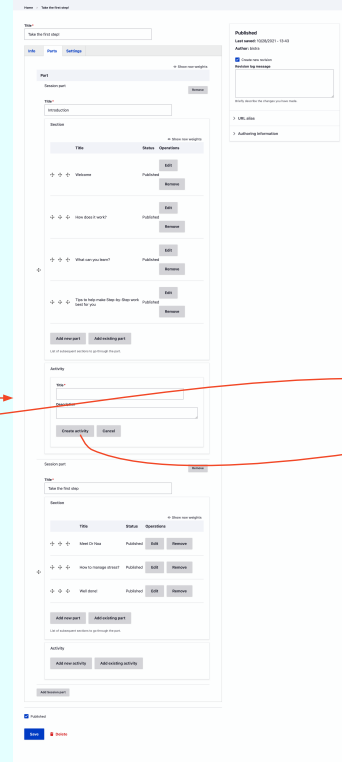 Home › Take the first step!
Title*
Take the first step!
Info Parts Settings
Show row weights
Part
Session part
Remove
Title*
Introduction
Section
Show row weights
Title Status Operations
Welcome Published Edit Remove
How does it work? Published Edit Remove
What can you learn? Published Edit Remove
Tips to help make Step-by-Step work
best for you
Published Edit Remove
Add new part Add existing part
List of subsequent sections to go through the part.
Activity
Title*
Description
Create activity Cancel
Session part
Remove
Title*
Take the first step
Section
Show row weights
Title Status Operations
Meet Dr Naa Published Edit Remove
How to manage stress? Published Edit Remove
Well done! Published Edit Remove
Add new part Add existing part
List of subsequent sections to go through the part.
Activity
Add new activity Add existing activity
Add Session part
Published
Save Delete
Published
Last saved: 10/28/2021 - 13:43
Author:
Create new revision
Revision log message
Briefly describe the changes you have made.
› URL alias
› Authoring information